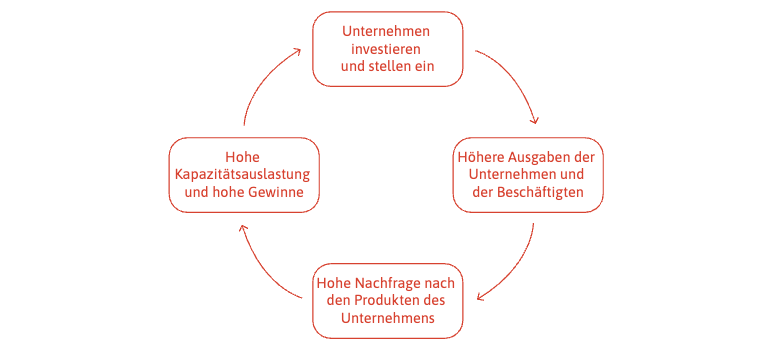 Unternehmen
investieren
und stellen ein
Höhere Ausgaben der
Unternehmen und
der Beschäftigten
Hohe Nachfrage nach
den Produkten des
Unternehmens
Hohe
Kapazitätsauslastung
und hohe Gewinne